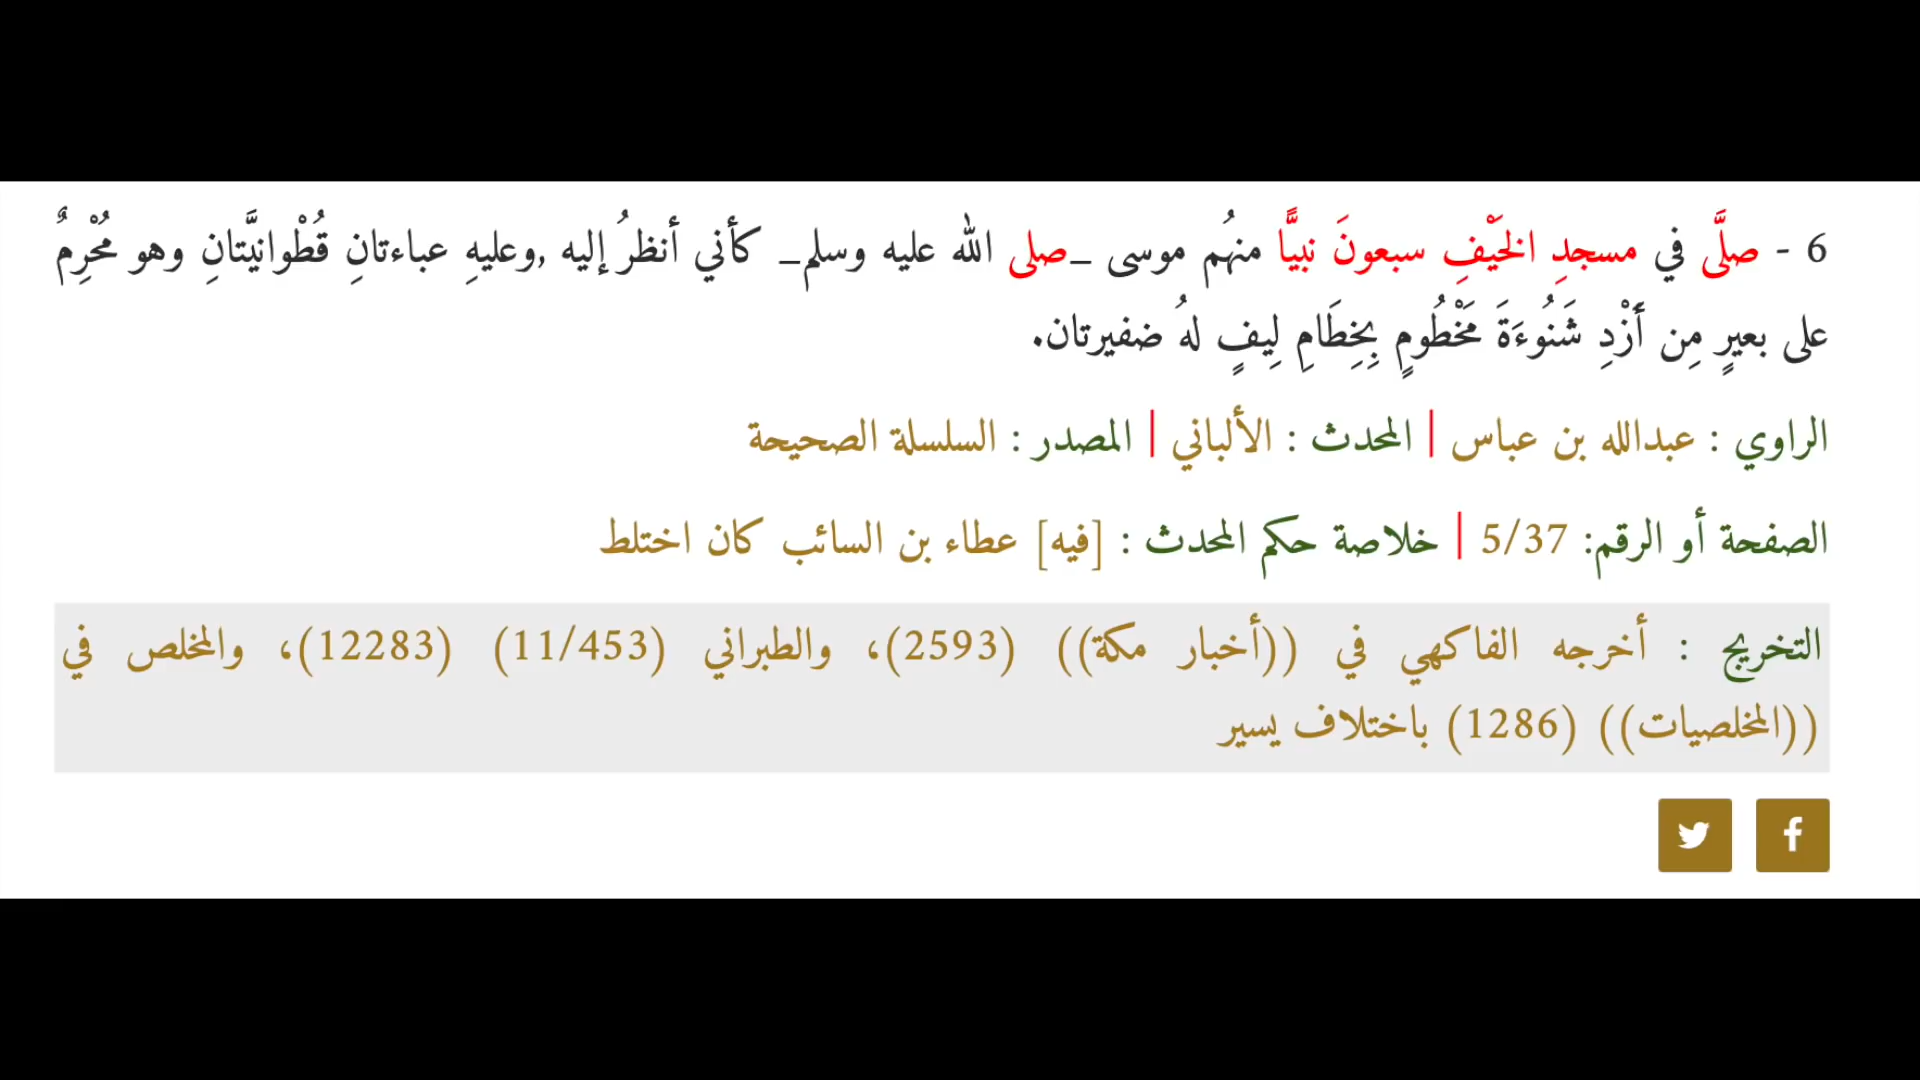 6 - صلَّى في مسجدِ الخَيْفِ سبعونَ نبيًّا منهُم موسى _صلى الله عليه وسلم_ كأني أنظرُ إليه ,وعليهِ عباءتانِ قُطْوانيَّتانِ وهو مُحْرِمٌ
على بعيرٍ مِن أَزْدِ شَنُوءَةَ مَخْطُومٍ بِخِطَامِ لِيفٍ لهُ ضفيرتان.
الراوي : عبدالله بن عباس | المحدث : الألباني | المصدر : السلسلة الصحيحة
الصفحة أو الرقم: 5/37 | خلاصة حكم المحدث : [فيه] عطاء بن السائب كان اختلط
التخريج : أخرجه الفاكهي في ((أخبار مكة)) (2593)، والطبراني (11/453) (12283)، والمخلص في
((المخلصيات)) (1286) باختلاف يسير